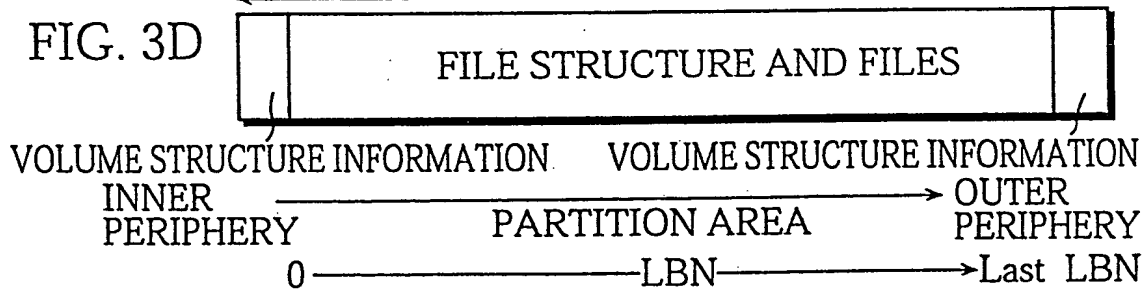 FIG. 3D
FILE STRUCTURE AND FILES
VOLUME STRUCTURE INFORMATION VOLUME STRUCTURE INFORMATION
INNER PERIPHERY
OUTER PERIPHERY
PARTITION AREA
0 LBN Last LBN